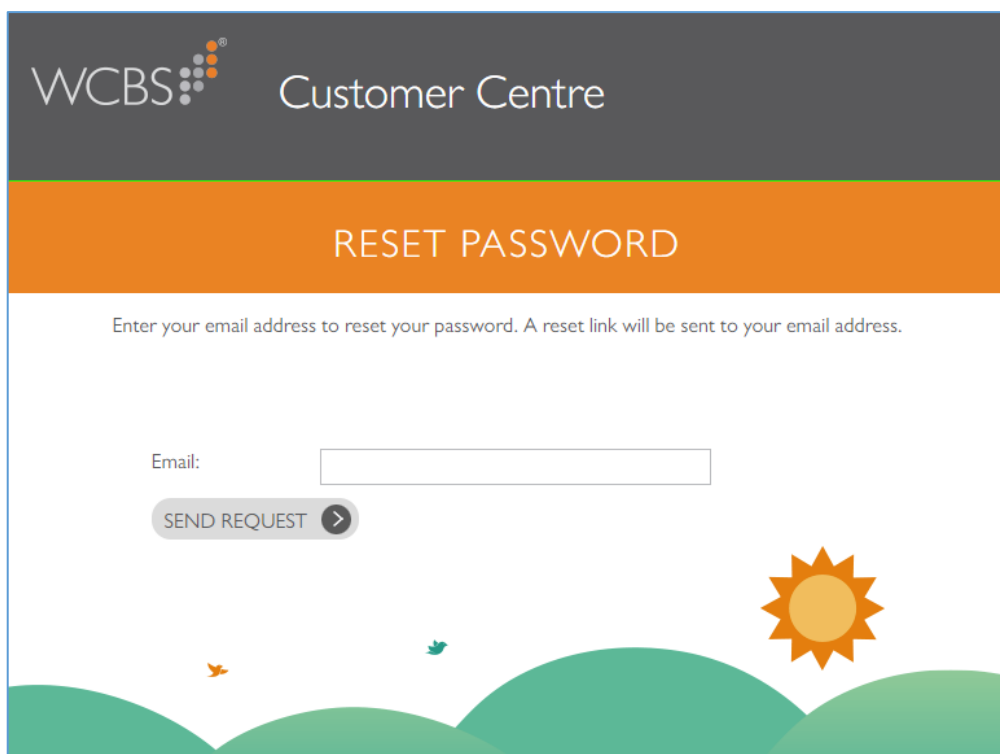 WCBS®
Customer Centre
RESET PASSWORD
Enter your email address to reset your password. A reset link will be sent to your email address.
Email:
SEND REQUEST